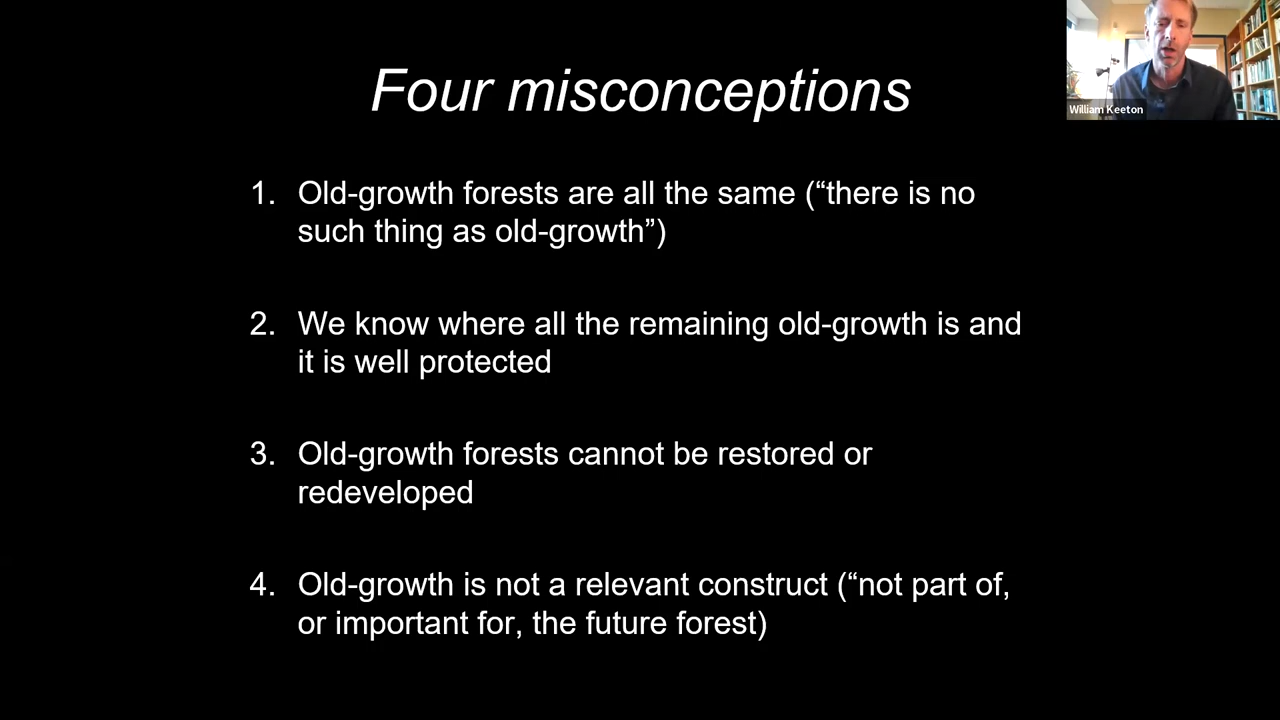 Four misconceptions
William Keeton
1. Old-growth forests are all the same (“there is no
such thing as old-growth”)
2. We know where all the remaining old-growth is and
it is well protected
3. Old-growth forests cannot be restored or
redeveloped
4. Old-growth is not a relevant construct (“not part of,
or important for, the future forest)